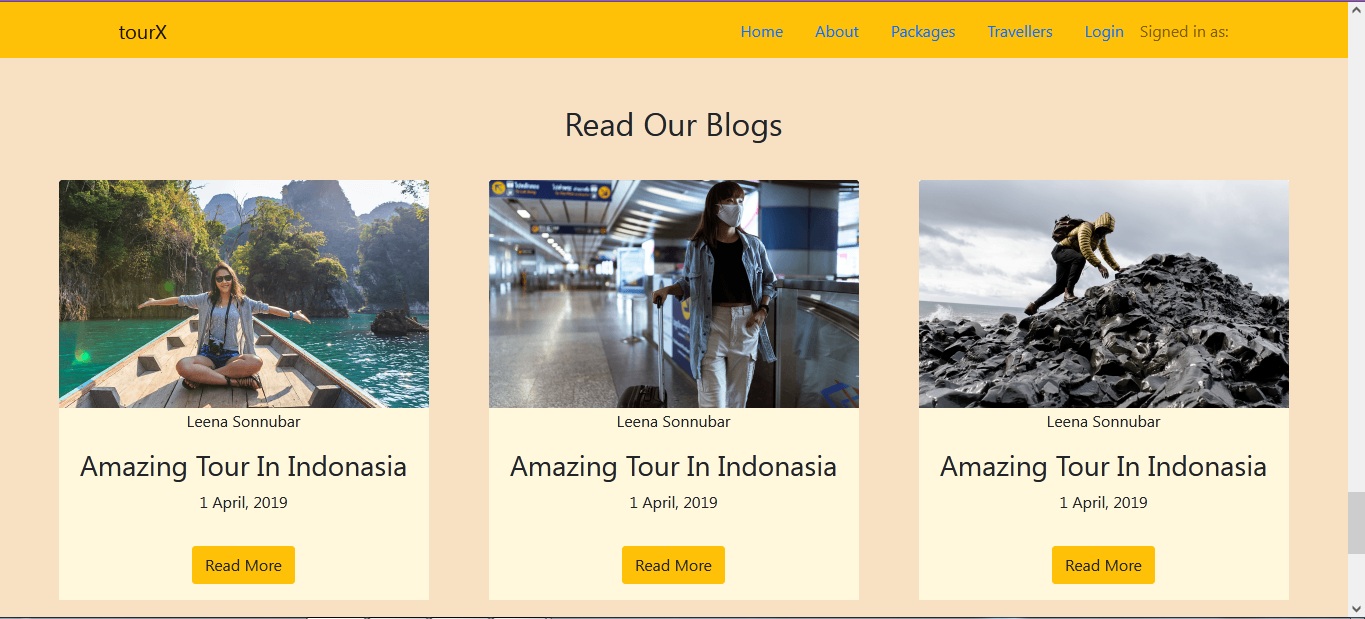 tourX
Home About Packages Travellers Login Signed in as:
Read Our Blogs
Leena Sonnubar
Amazing Tour In Indonasia
1 April, 2019
Read More
Leena Sonnubar
Amazing Tour In Indonasia
1 April, 2019
Read More
Leena Sonnubar
Amazing Tour In Indonasia
1 April, 2019
Read More